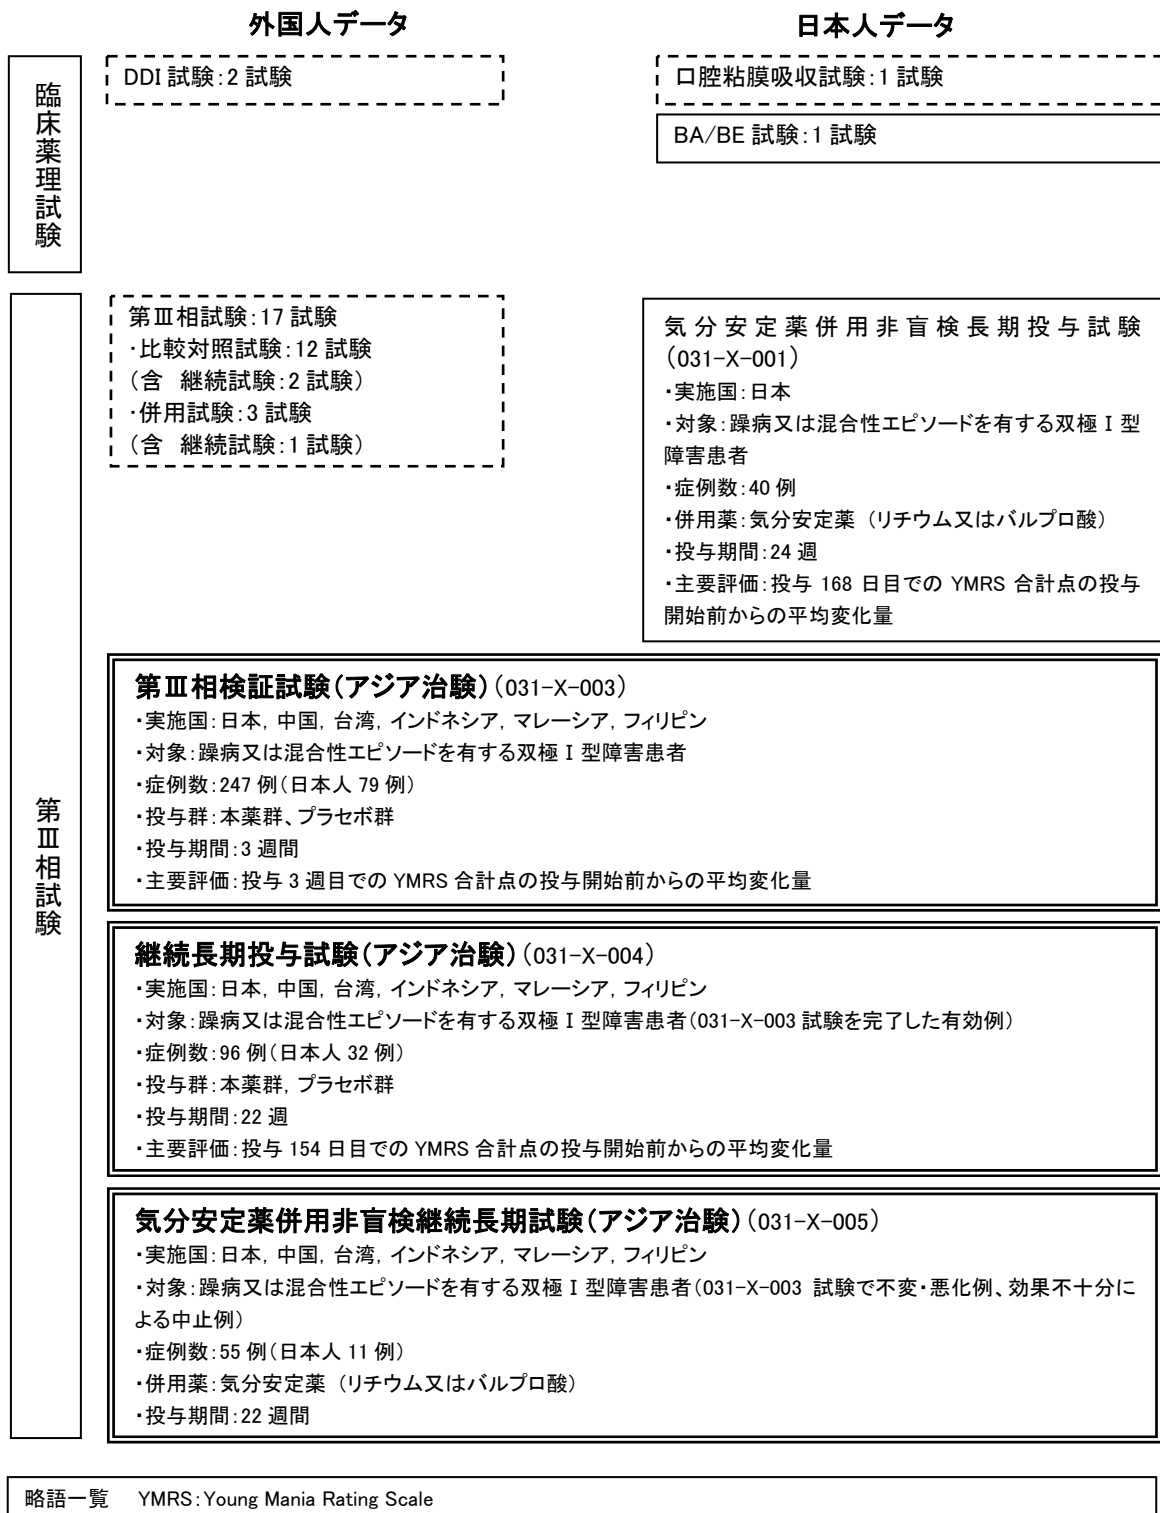 外国人データ
日本人データ
臨床薬理試験
DDI 試験：2 試験
口腔粘膜吸収試験：1 試験
BA/BE 試験：1 試験
第Ⅲ相試験
第Ⅲ相試験：17 試験
・比較対照試験：12 試験
（含　継続試験：2 試験）
・併用試験：3 試験
（含　継続試験：1 試験）
気分安定薬併用非盲検長期投与試験
（031-X-001）
・実施国：日本
・対象：躁病又は混合性エピソードを有する双極Ⅰ型
障害患者
・症例数：40 例
・併用薬：気分安定薬（リチウム又はバルプロ酸）
・投与期間：24 週
・主要評価：投与 168 日目での YMRS 合計点の投与
開始前からの平均変化量
第Ⅲ相検証試験（アジア治験）（031-X-003）
・実施国：日本，中国，台湾，インドネシア，マレーシア，フィリピン
・対象：躁病又は混合性エピソードを有する双極Ⅰ型障害患者
・症例数：247 例（日本人 79 例）
・投与群：本薬群、プラセボ群
・投与期間：3 週間
・主要評価：投与 3 週目での YMRS 合計点の投与開始前からの平均変化量
継続長期投与試験（アジア治験）（031-X-004）
・実施国：日本，中国，台湾，インドネシア，マレーシア，フィリピン
・対象：躁病又は混合性エピソードを有する双極Ⅰ型障害患者（031-X-003 試験を完了した有効例）
・症例数：96 例（日本人 32 例）
・投与群：本薬群，プラセボ群
・投与期間：22 週
・主要評価：投与 154 日目での YMRS 合計点の投与開始前からの平均変化量
気分安定薬併用非盲検継続長期試験（アジア治験）（031-X-005）
・実施国：日本，中国，台湾，インドネシア，マレーシア，フィリピン
・対象：躁病又は混合性エピソードを有する双極Ⅰ型障害患者（031-X-003 試験で不変・悪化例、効果不十分に
よる中止例）
・症例数：55 例（日本人 11 例）
・併用薬：気分安定薬（リチウム又はバルプロ酸）
・投与期間：22 週間
略語一覧　YMRS：Young Mania Rating Scale